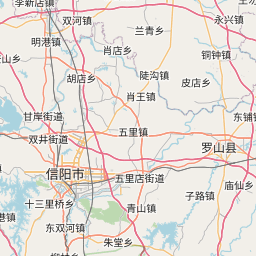 李新店镇
双河镇
兰青乡
永兴镇
明港镇
肖店乡
铜钟镇
山乡
胡店乡
陡沟镇
皮店乡
肖王镇
甘岸街道
东铺镇
双井街道
五里镇
罗山县
信阳市
五里店街道
庙仙乡
十三里桥乡
子路镇
青山镇
港镇
东双河镇
朱堂乡